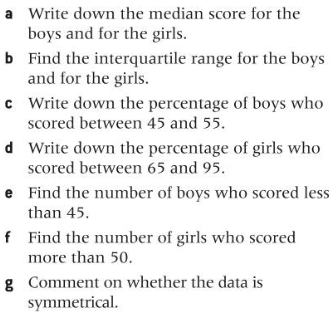 a Write down the median score for the
boys and for the girls.
b Find the interquartile range for the boys
and for the girls.
c Write down the percentage of boys who
scored between 45 and 55.
d Write down the percentage of girls who
scored between 65 and 95.
e Find the number of boys who scored less
than 45.
f Find the number of girls who scored
more than 50.
g Comment on whether the data is
symmetrical.